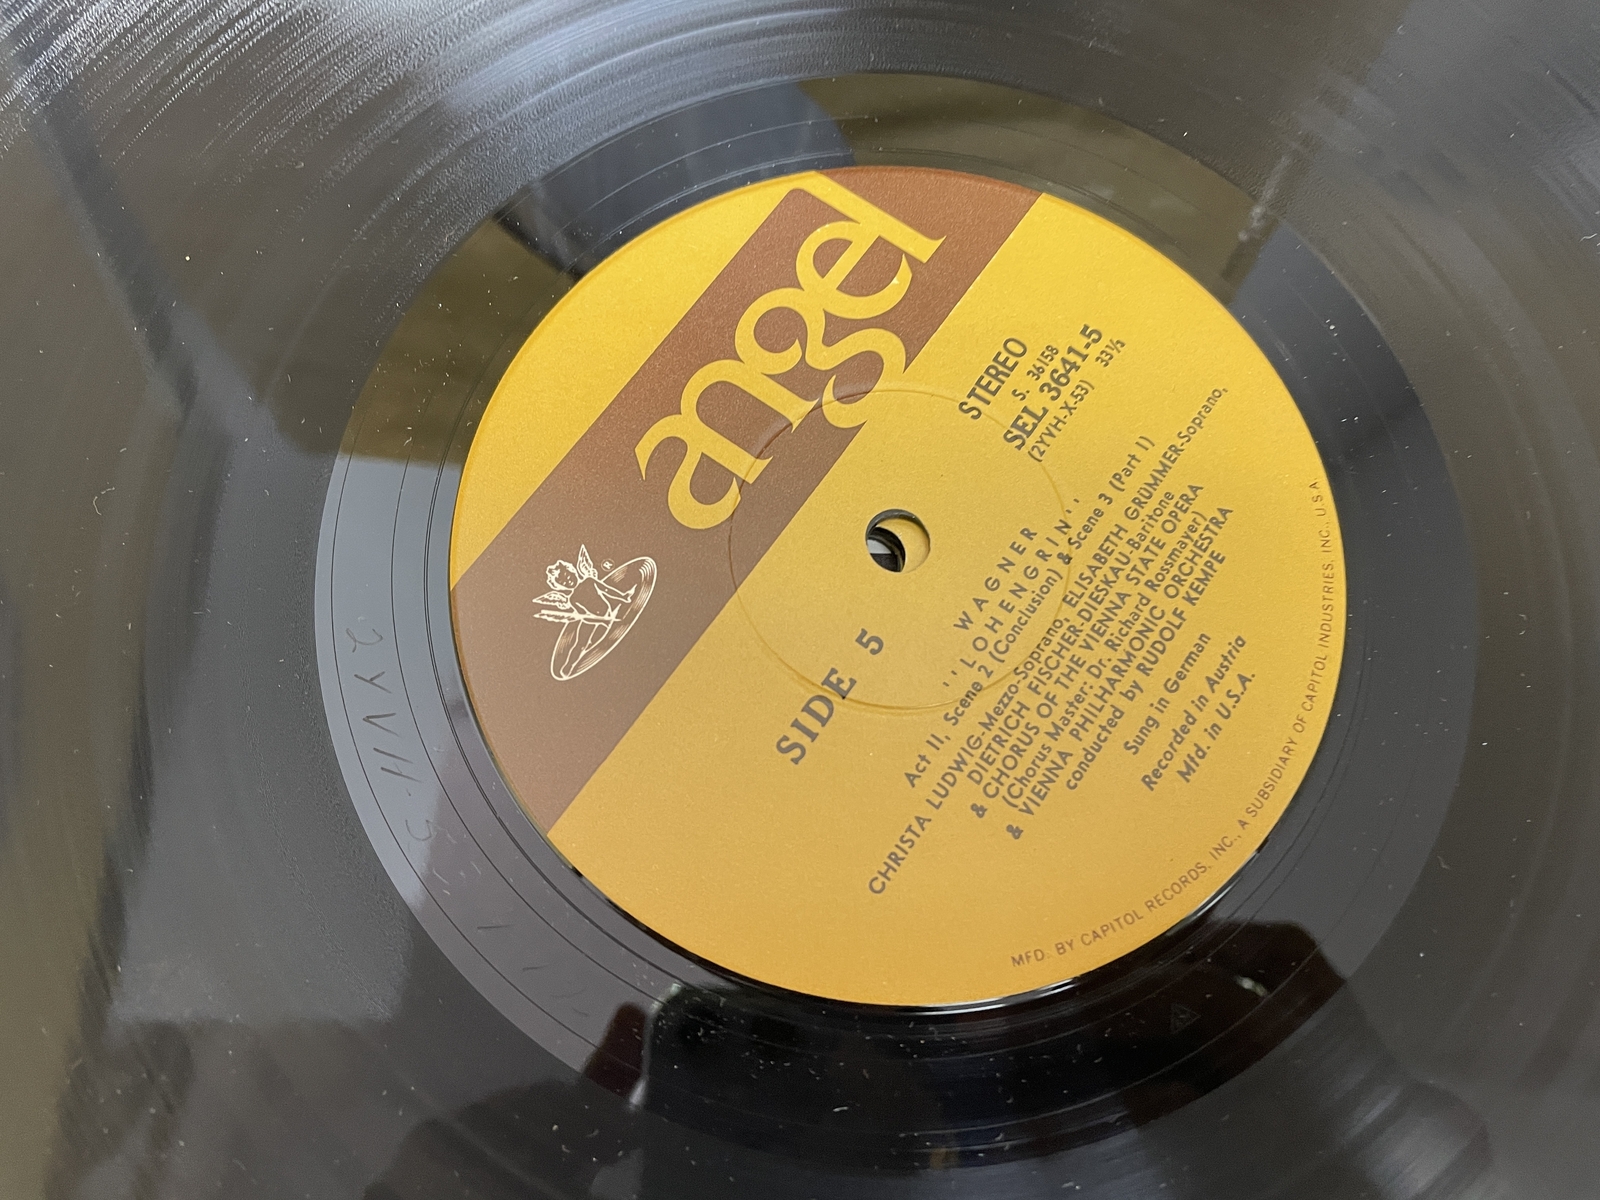 angel
®
STEREO
S. 36158
SEL 3641-5
(2YVH-X-53) 33⅓
SIDE 5
WAGNER
''LOHENGRIN''
Act II, Scene 2 (Conclusion) & Scene 3 (Part I)
CHRISTA LUDWIG-Mezzo-Soprano, ELISABETH GRÜMMER-Soprano,
DIETRICH FISCHER-DIESKAU-Baritone
& CHORUS OF THE VIENNA STATE OPERA
(Chorus Master: Dr. Richard Rossmayer)
& VIENNA PHILHARMONIC ORCHESTRA
conducted by RUDOLF KEMPE
Sung in German
Recorded in Austria
Mfd. in U.S.A.
MFD. BY CAPITOL RECORDS, INC., A SUBSIDIARY OF CAPITOL INDUSTRIES, INC., U.S.A.